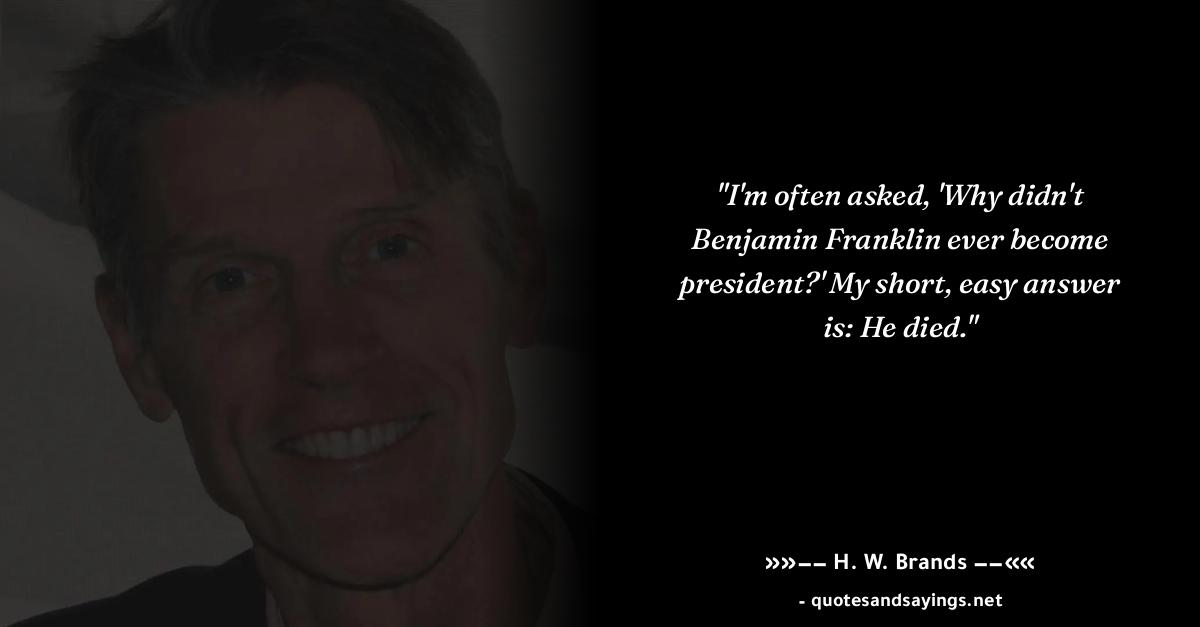 "I'm often asked, 'Why didn't
Benjamin Franklin ever become
president?' My short, easy answer
is: He died."
»»−− H. W. Brands −−««
- quotesandsayings.net